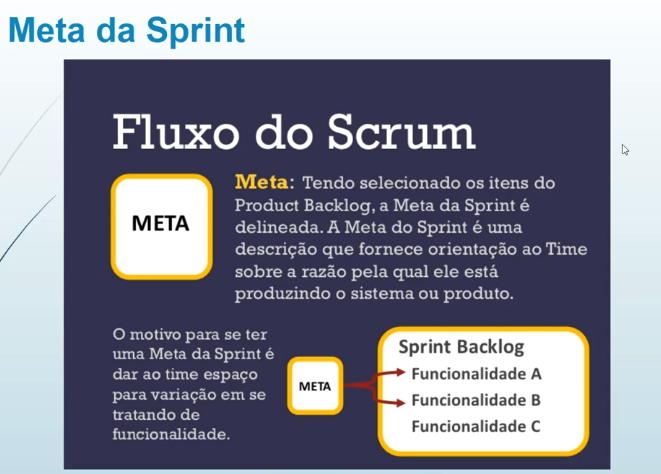 Meta da Sprint
Fluxo do Scrum
META
Meta: Tendo selecionado os itens do
Product Backlog, a Meta da Sprint é
delineada. A Meta do Sprint é uma
descrição que fornece orientação ao Time
sobre a razão pela qual ele está
produzindo o sistema ou produto.
O motivo para se ter
uma Meta da Sprint é
dar ao time espaço
para variação em se
tratando de
funcionalidade.
META
Sprint Backlog
Funcionalidade A
Funcionalidade B
Funcionalidade C